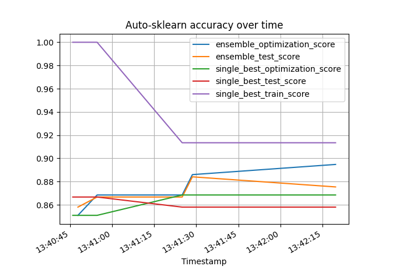 Auto-sklearn accuracy over time
1.00
0.98
0.96
0.94
0.92
0.90
0.88
0.86
ensemble_optimization_score
ensemble_test_score
single_best_optimization_score
single_best_test_score
single_best_train_score
13:40:45
13:41:00
13:41:15
13:41:30
13:41:45
13:42:00
13:42:15
Timestamp